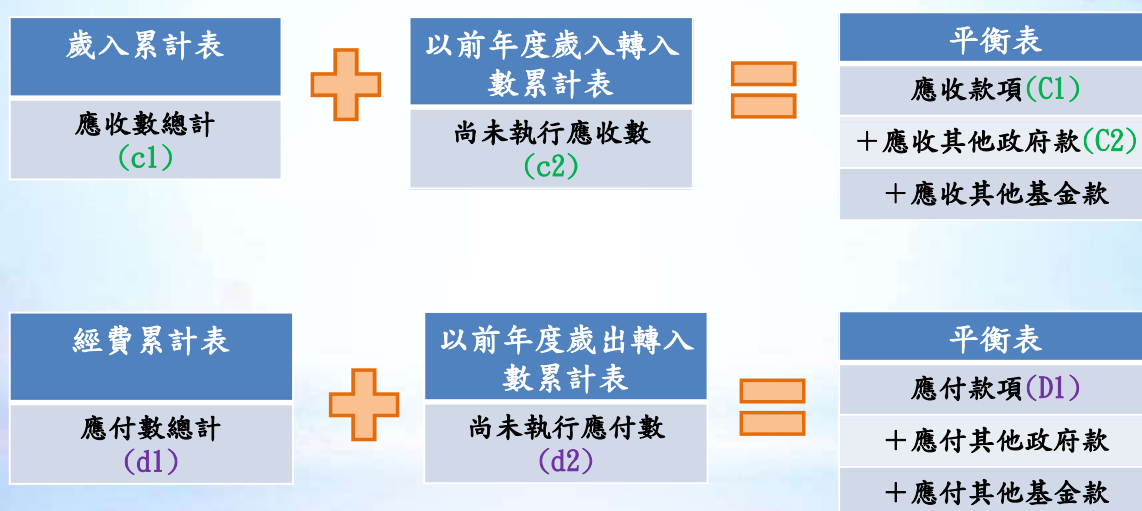 歲入累計表
應收數總計
(c1)
以前年度歲入轉入
數累計表
尚未執行應收數
(c2)
平衡表
應收款項(C1)
＋應收其他政府款(C2)
＋應收其他基金款
經費累計表
應付數總計
(d1)
以前年度歲出轉入
數累計表
尚未執行應付數
(d2)
平衡表
應付款項(D1)
＋應付其他政府款
＋應付其他基金款